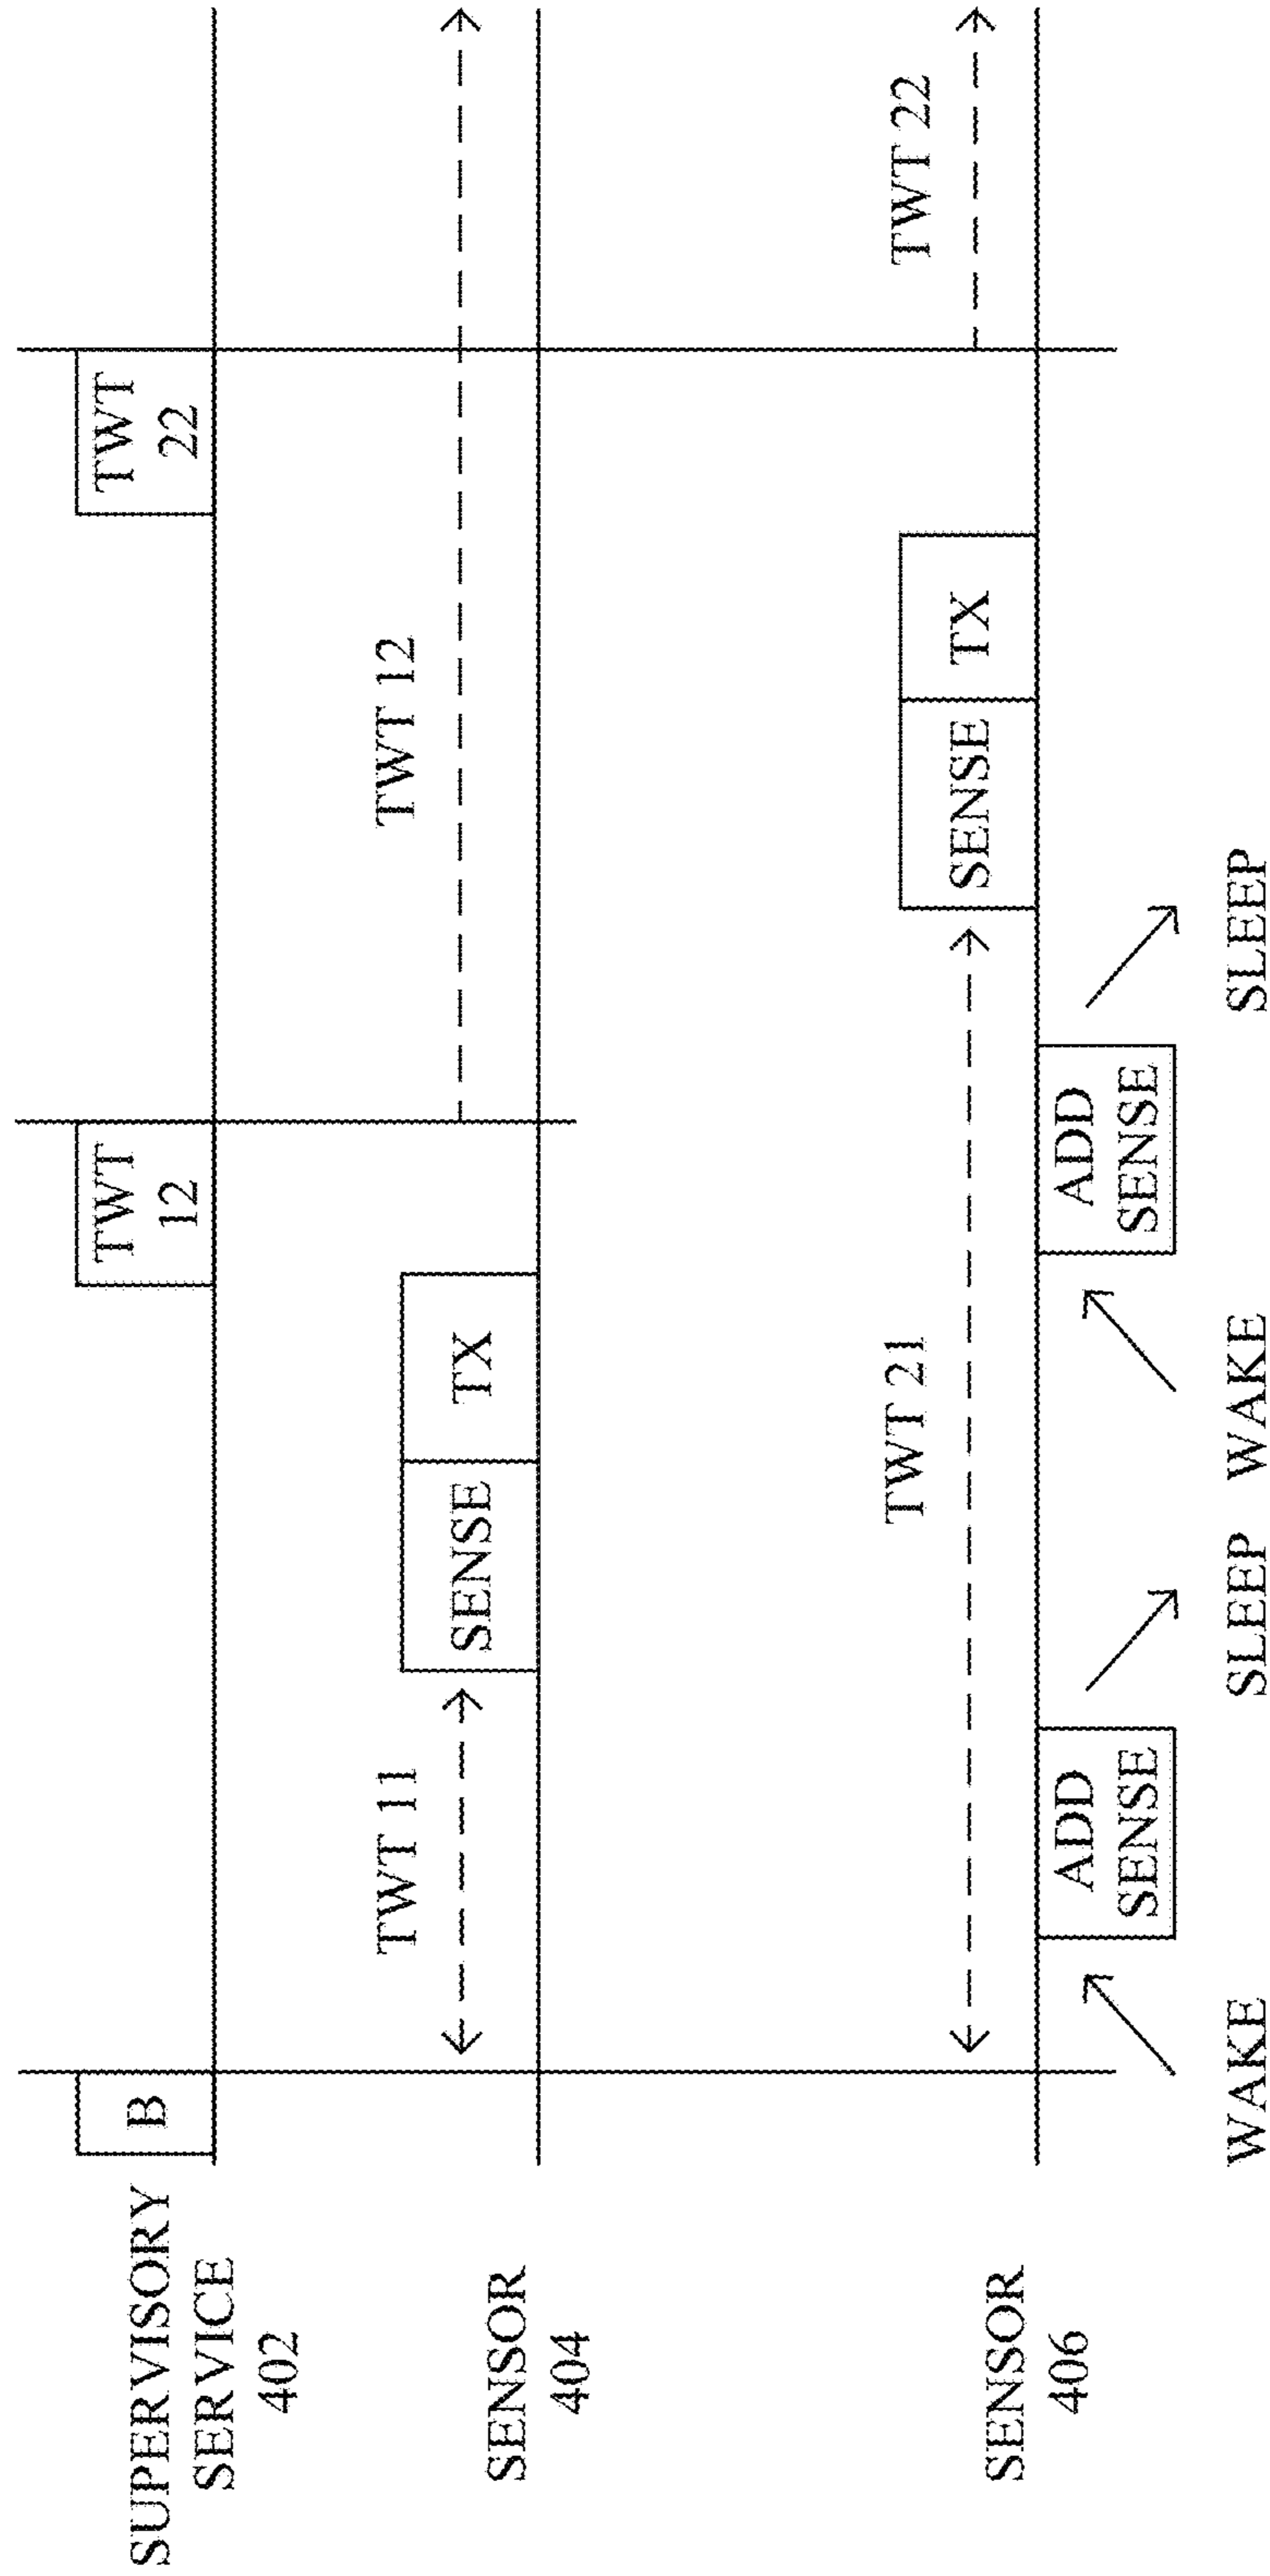 SUPERVISORY
SERVICE
402
B
TWT
12
TWT
22
SENSOR
404
TWT 11
SENSE
TX
TWT 12
SENSOR
406
TWT 21
SENSE
TX
TWT 22
ADD
SENSE
ADD
SENSE
WAKE
SLEEP
WAKE
SLEEP